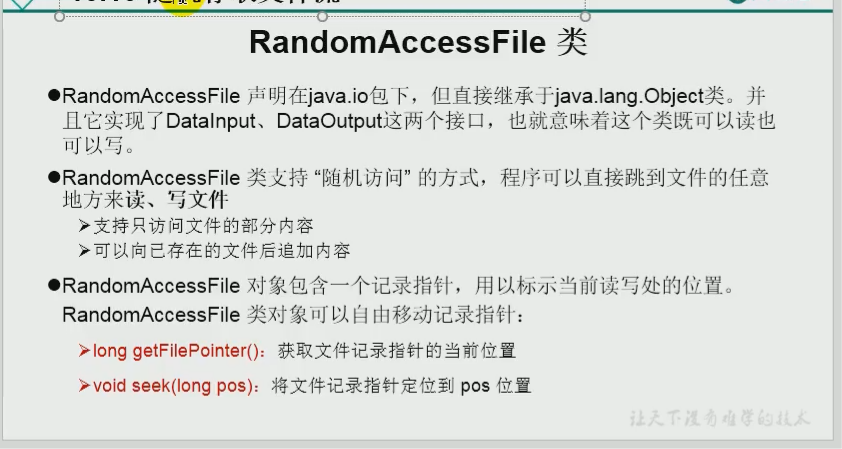 RandomAccessFile 类
●RandomAccessFile 声明在java.io包下，但直接继承于java.lang.Object类。并
且它实现了DataInput、DataOutput这两个接口，也就意味着这个类既可以读也
可以写。
●RandomAccessFile 类支持 “随机访问” 的方式，程序可以直接跳到文件的任意
地方来读、写文件
➢支持只访问文件的部分内容
➢可以向已存在的文件后追加内容
●RandomAccessFile 对象包含一个记录指针，用以标示当前读写处的位置。
RandomAccessFile 类对象可以自由移动记录指针：
➢long getFilePointer()：获取文件记录指针的当前位置
➢void seek(long pos)：将文件记录指针定位到 pos 位置
让天下没有难学的技术